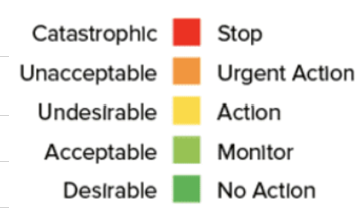 Catastrophic Stop
Unacceptable Urgent Action
Undesirable Action
Acceptable Monitor
Desirable No Action